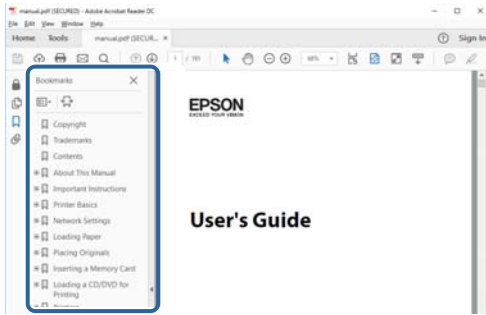 manual.pdf (SECURED) - Adobe Acrobat Reader DC
File Edit View Window Help
Home Tools manual.pdf (SECUR... ×
Sign In
1 / 191
Bookmarks
Copyright
Trademarks
Contents
About This Manual
Important Instructions
Printer Basics
Network Settings
Loading Paper
Placing Originals
Inserting a Memory Card
Loading a CD/DVD for
Printing
EPSON
EXCEED YOUR VISION
User's Guide